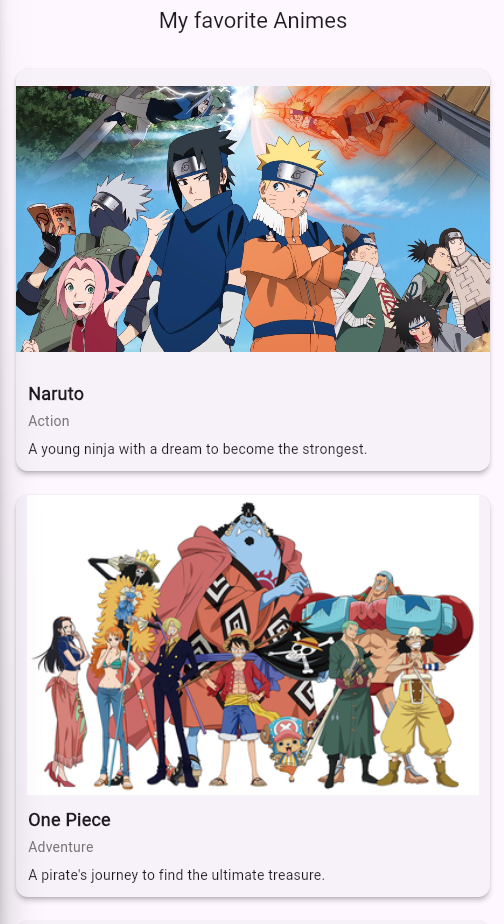 My favorite Animes
Naruto
Action
A young ninja with a dream to become the strongest.
One Piece
Adventure
A pirate's journey to find the ultimate treasure.